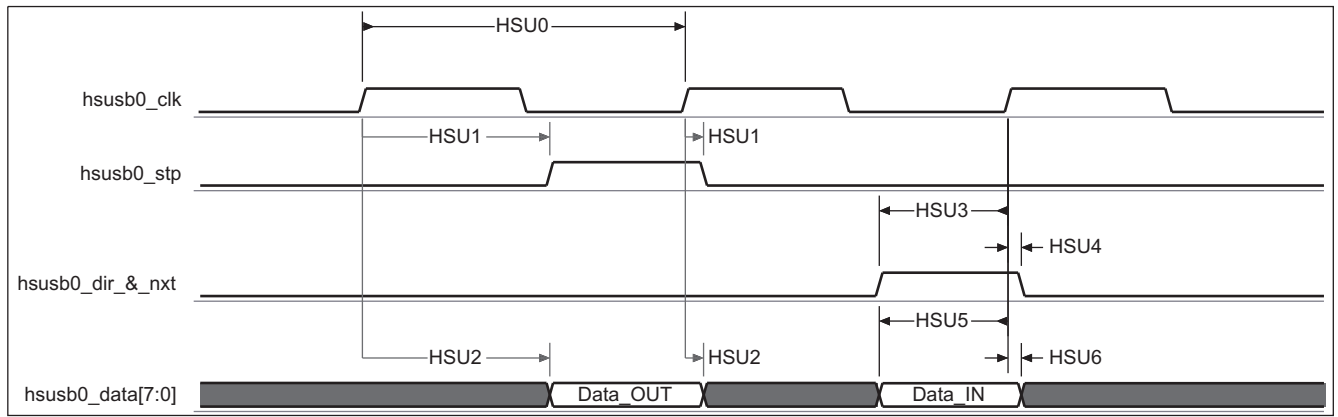 HSU0
hsusb0_clk
HSU1 HSU1
hsusb0_stp
HSU3
HSU4
hsusb0_dir_&_nxt
HSU5
HSU2 HSU2 HSU6
hsusb0_data[7:0] Data_OUT Data_IN